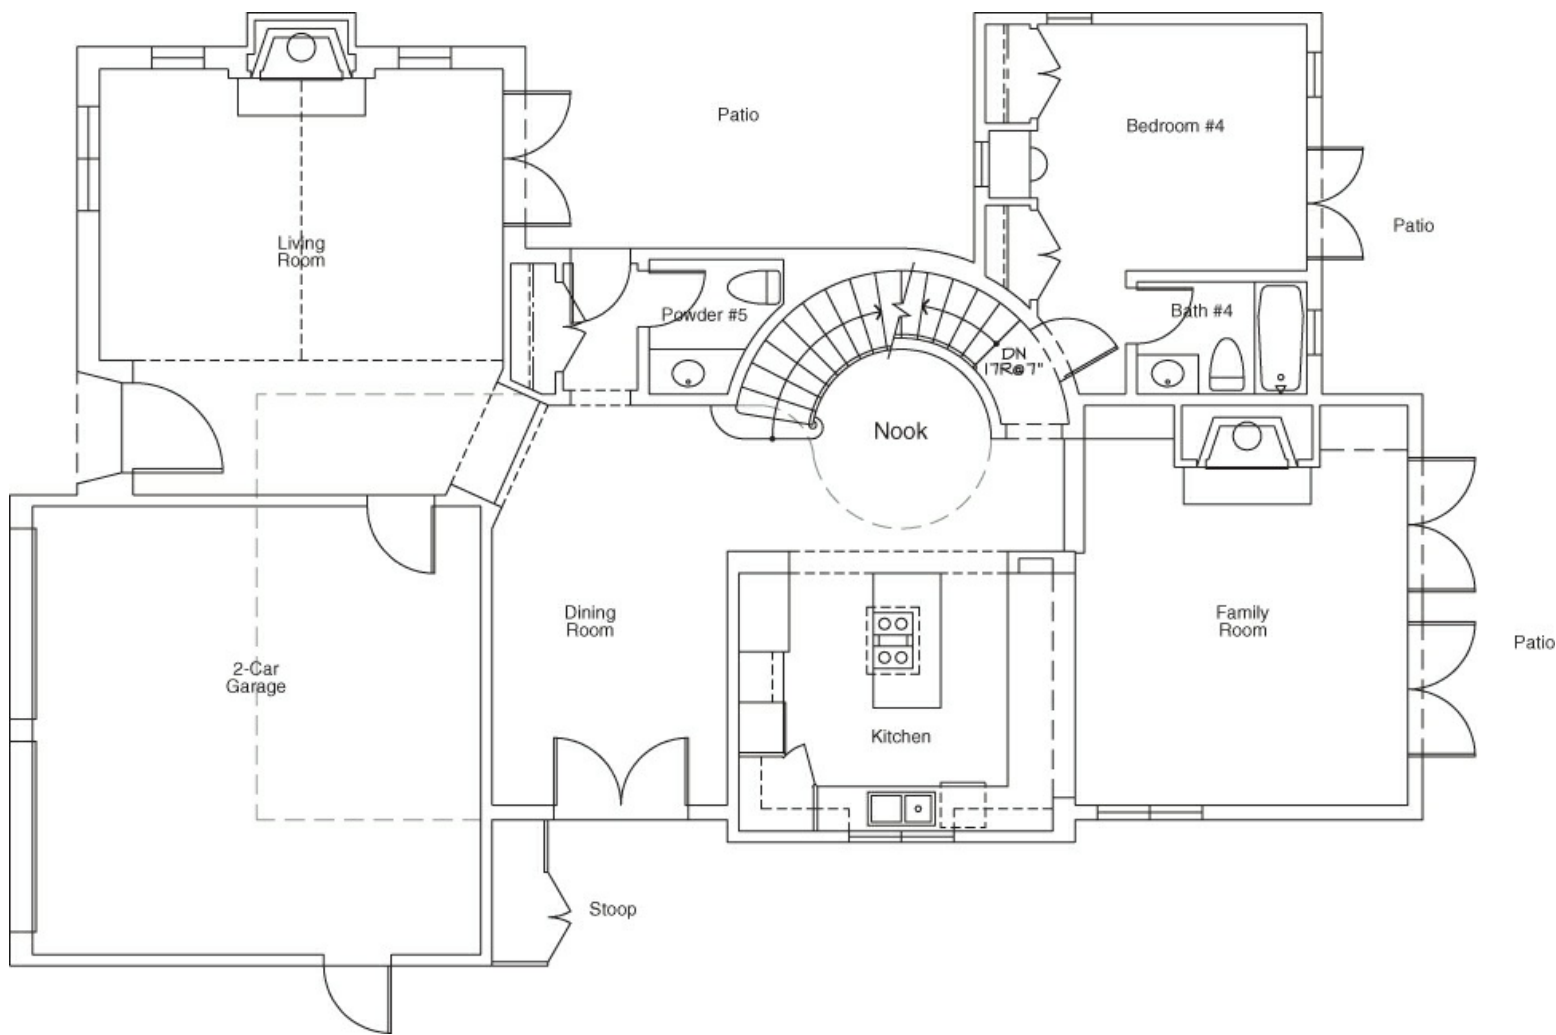 Patio
Bedroom #4
Patio
Living
Room
Powder #5
Bath #4
DN
17R@7"
Nook
Dining
Room
Family
Room
Patio
2-Car
Garage
Kitchen
Stoop